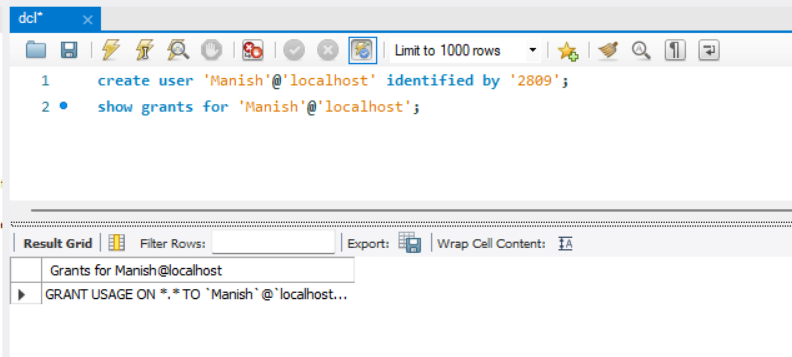 dcl*
Limit to 1000 rows
1 create user 'Manish'@'localhost' identified by '2809';
2 show grants for 'Manish'@'localhost';
Result Grid Filter Rows: Export: Wrap Cell Content: IA
Grants for Manish@localhost
GRANT USAGE ON *.* TO `Manish`@`localhost...